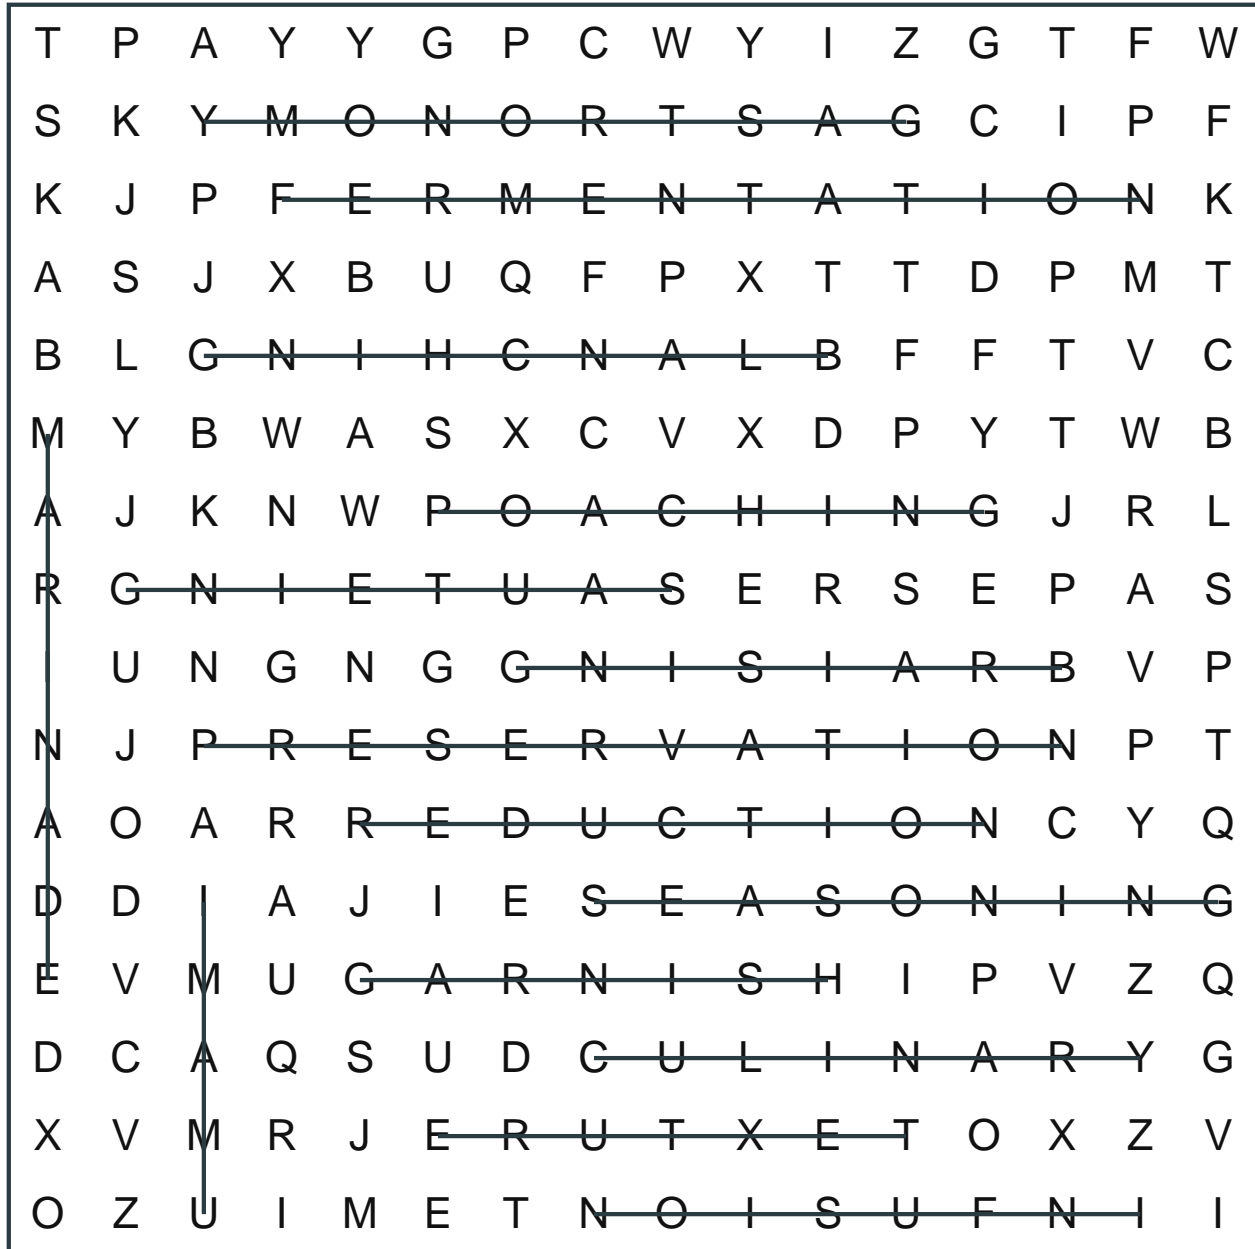 T P A Y Y G P C W Y I Z G T F W
S K Y M O N O R T S A G C I P F
K J P F E R M E N T A T I O N K
A S J X B U Q F P X T T D P M T
B L G N I H C N A L B F F T V C
M Y B W A S X C V X D P Y T W B
A J K N W P O A C H I N G J R L
R G N I E T U A S E R S E P A S
I U N G N G G N I S I A R B V P
N J P R E S E R V A T I O N P T
A O A R R E D U C T I O N C Y Q
D D I A J I E S E A S O N I N G
E V M U G A R N I S H I P V Z Q
D C A Q S U D C U L I N A R Y G
X V M R J E R U T X E T O X Z V
O Z U I M E T N O I S U F N I I